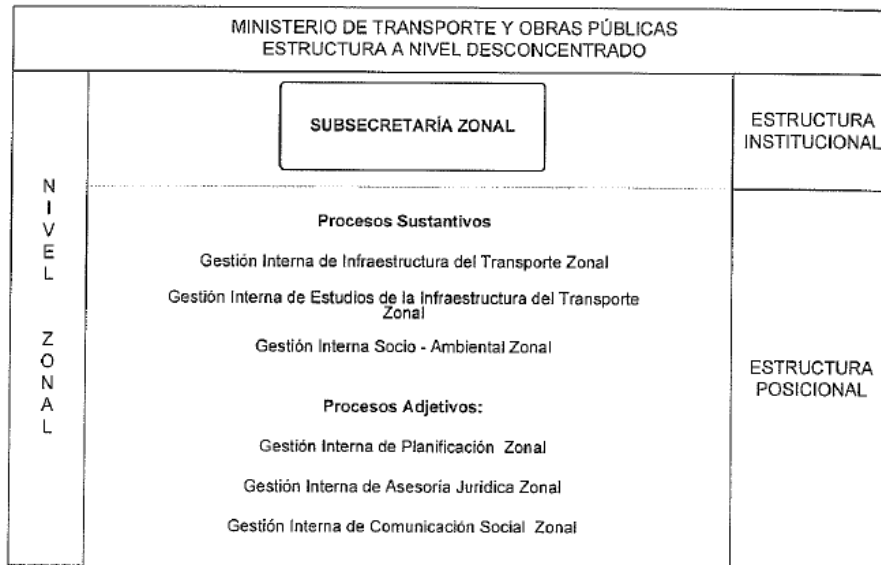 MINISTERIO DE TRANSPORTE Y OBRAS PÚBLICAS
ESTRUCTURA A NIVEL DESCONCENTRADO
SUBSECRETARÍA ZONAL
ESTRUCTURA
INSTITUCIONAL
NIVEL ZONAL
Procesos Sustantivos
Gestión Interna de Infraestructura del Transporte Zonal
Gestión Interna de Estudios de la Infraestructura del Transporte
Zonal
Gestión Interna Socio - Ambiental Zonal
ESTRUCTURA
POSICIONAL
Procesos Adjetivos:
Gestión Interna de Planificación Zonal
Gestión Interna de Asesoría Juridica Zonal
Gestión Interna de Comunicación Social Zonal